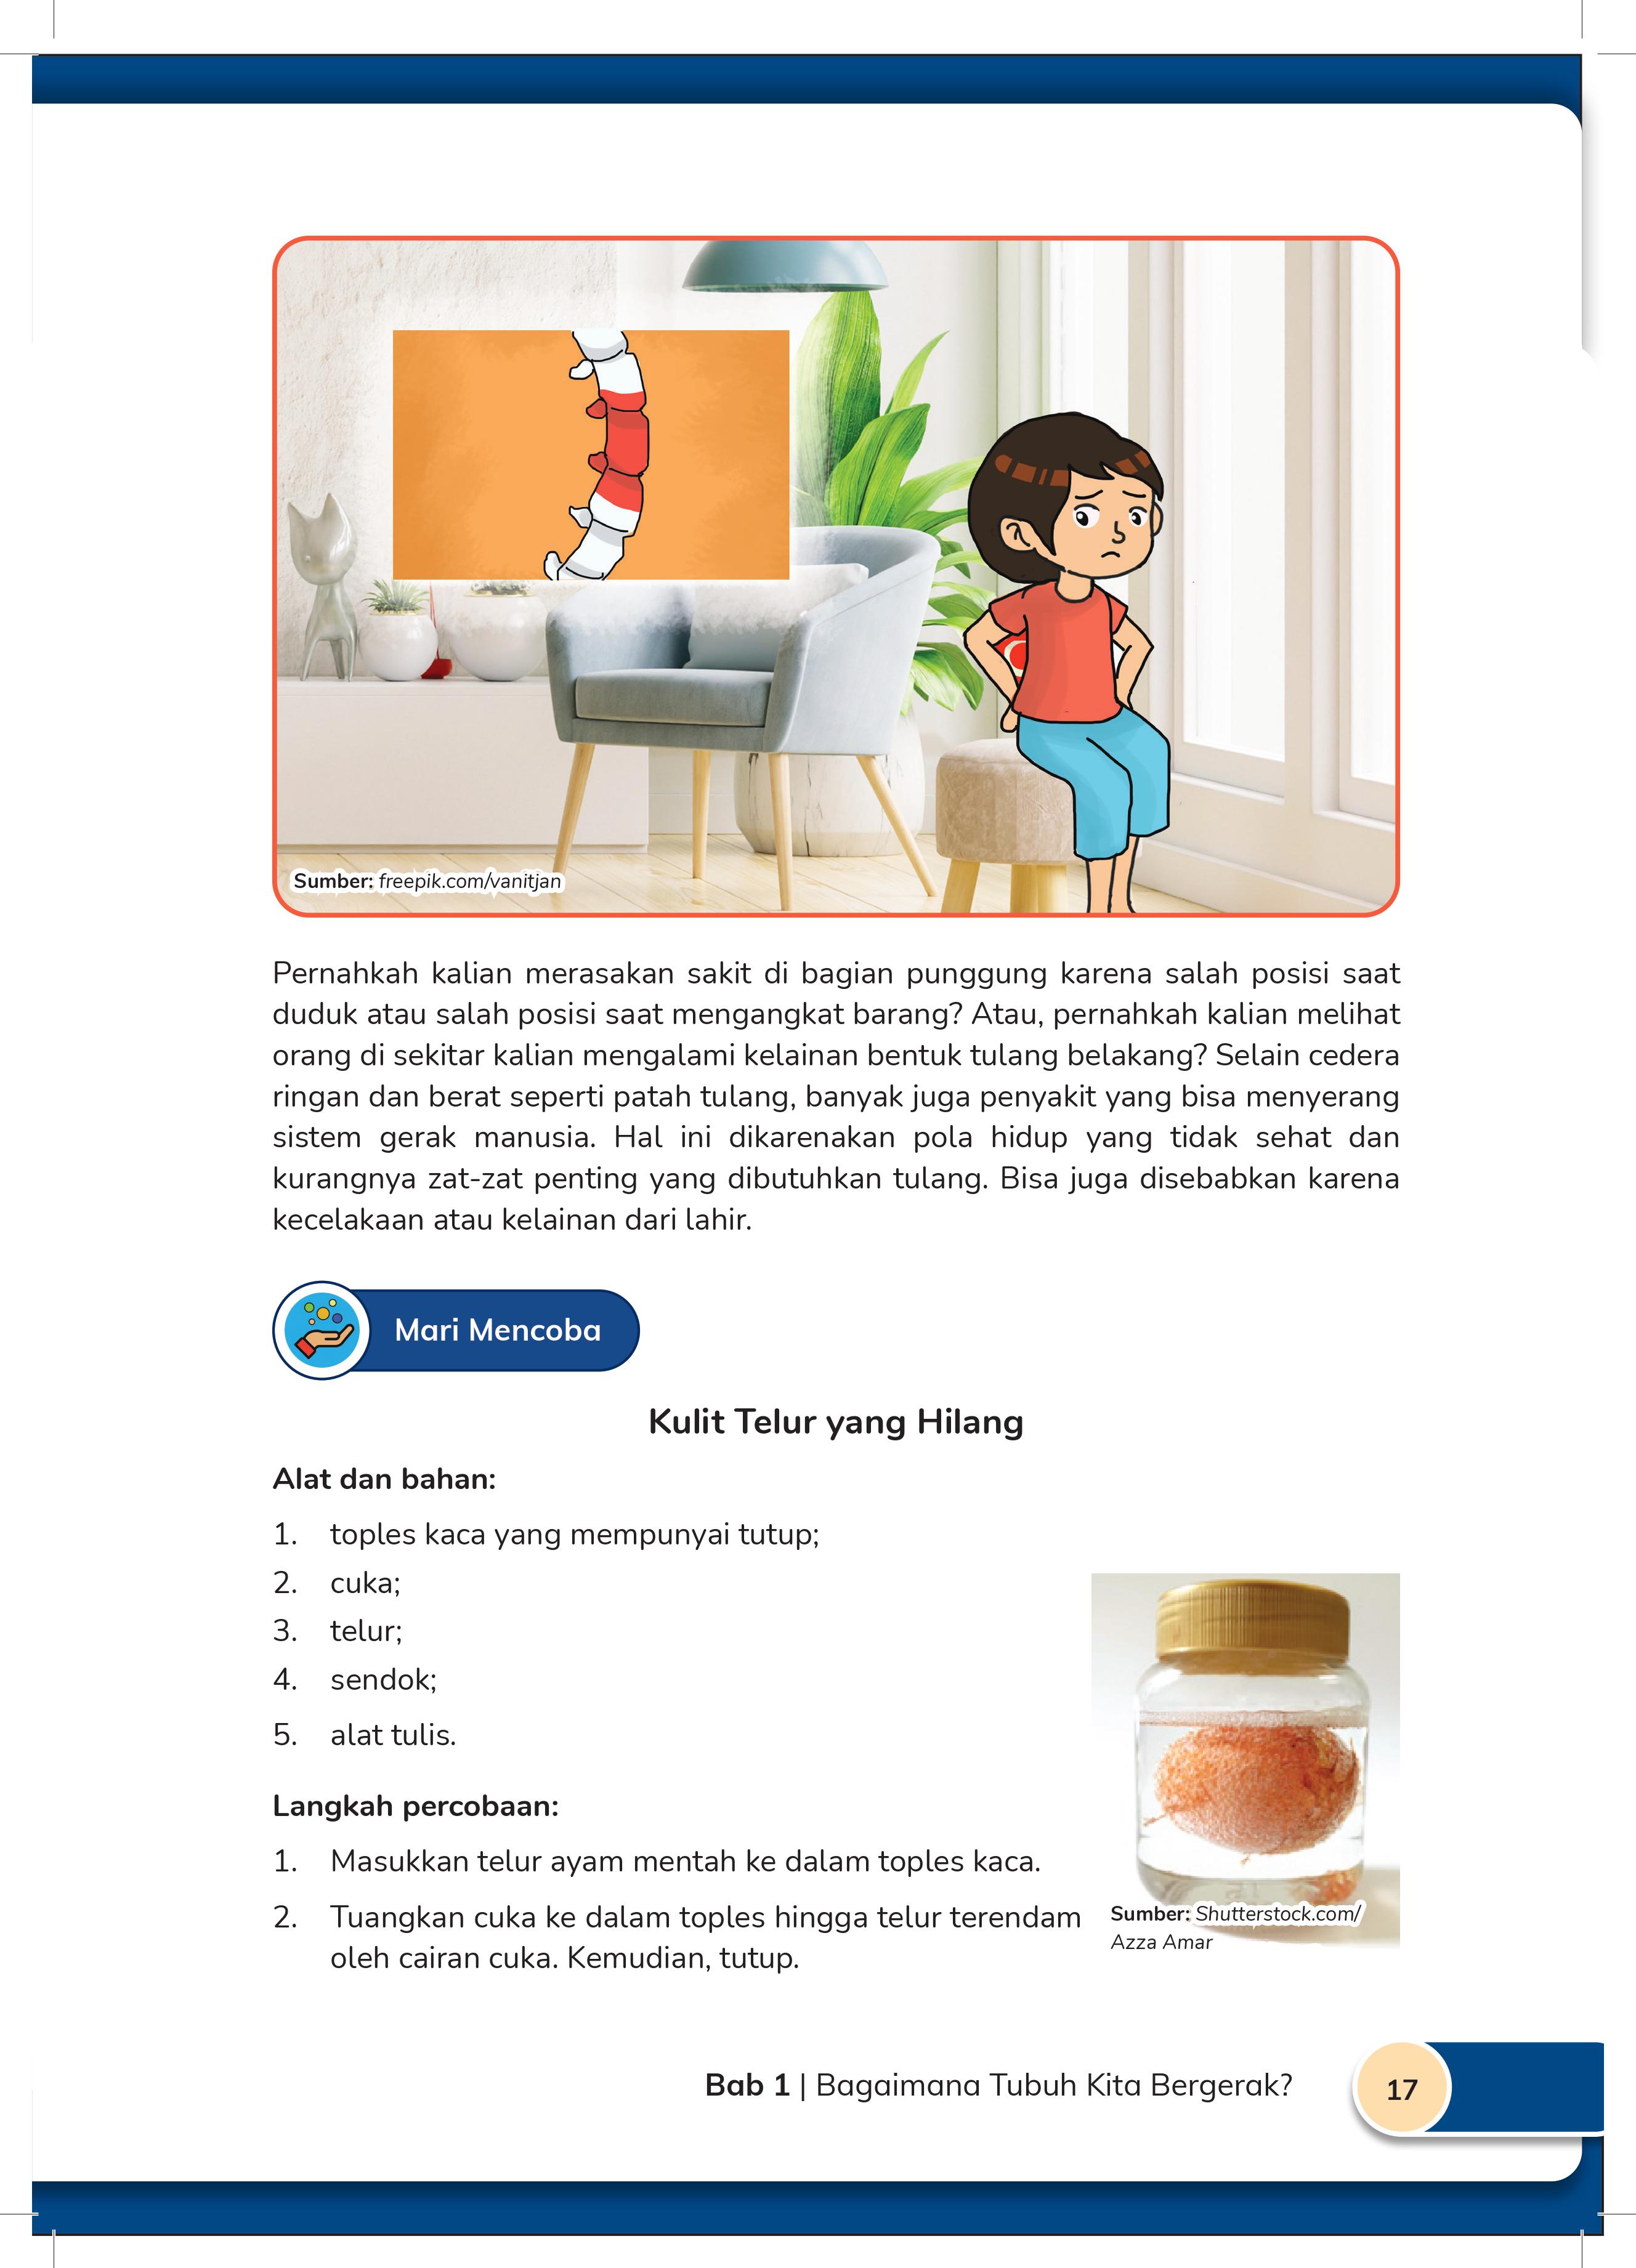 Sumber: freepik.com/vanitjan
Pernahkah kalian merasakan sakit di bagian punggung karena salah posisi saat
duduk atau salah posisi saat mengangkat barang? Atau, pernahkah kalian melihat
orang di sekitar kalian mengalami kelainan bentuk tulang belakang? Selain cedera
ringan dan berat seperti patah tulang, banyak juga penyakit yang bisa menyerang
sistem gerak manusia. Hal ini dikarenakan pola hidup yang tidak sehat dan
kurangnya zat-zat penting yang dibutuhkan tulang. Bisa juga disebabkan karena
kecelakaan atau kelainan dari lahir.
Mari Mencoba
Kulit Telur yang Hilang
Alat dan bahan:
1. toples kaca yang mempunyai tutup;
2. cuka;
3. telur;
4. sendok;
5. alat tulis.
Langkah percobaan:
1. Masukkan telur ayam mentah ke dalam toples kaca.
2. Tuangkan cuka ke dalam toples hingga telur terendam
oleh cairan cuka. Kemudian, tutup.
Sumber: Shutterstock.com/
Azza Amar
Bab 1 | Bagaimana Tubuh Kita Bergerak?
17